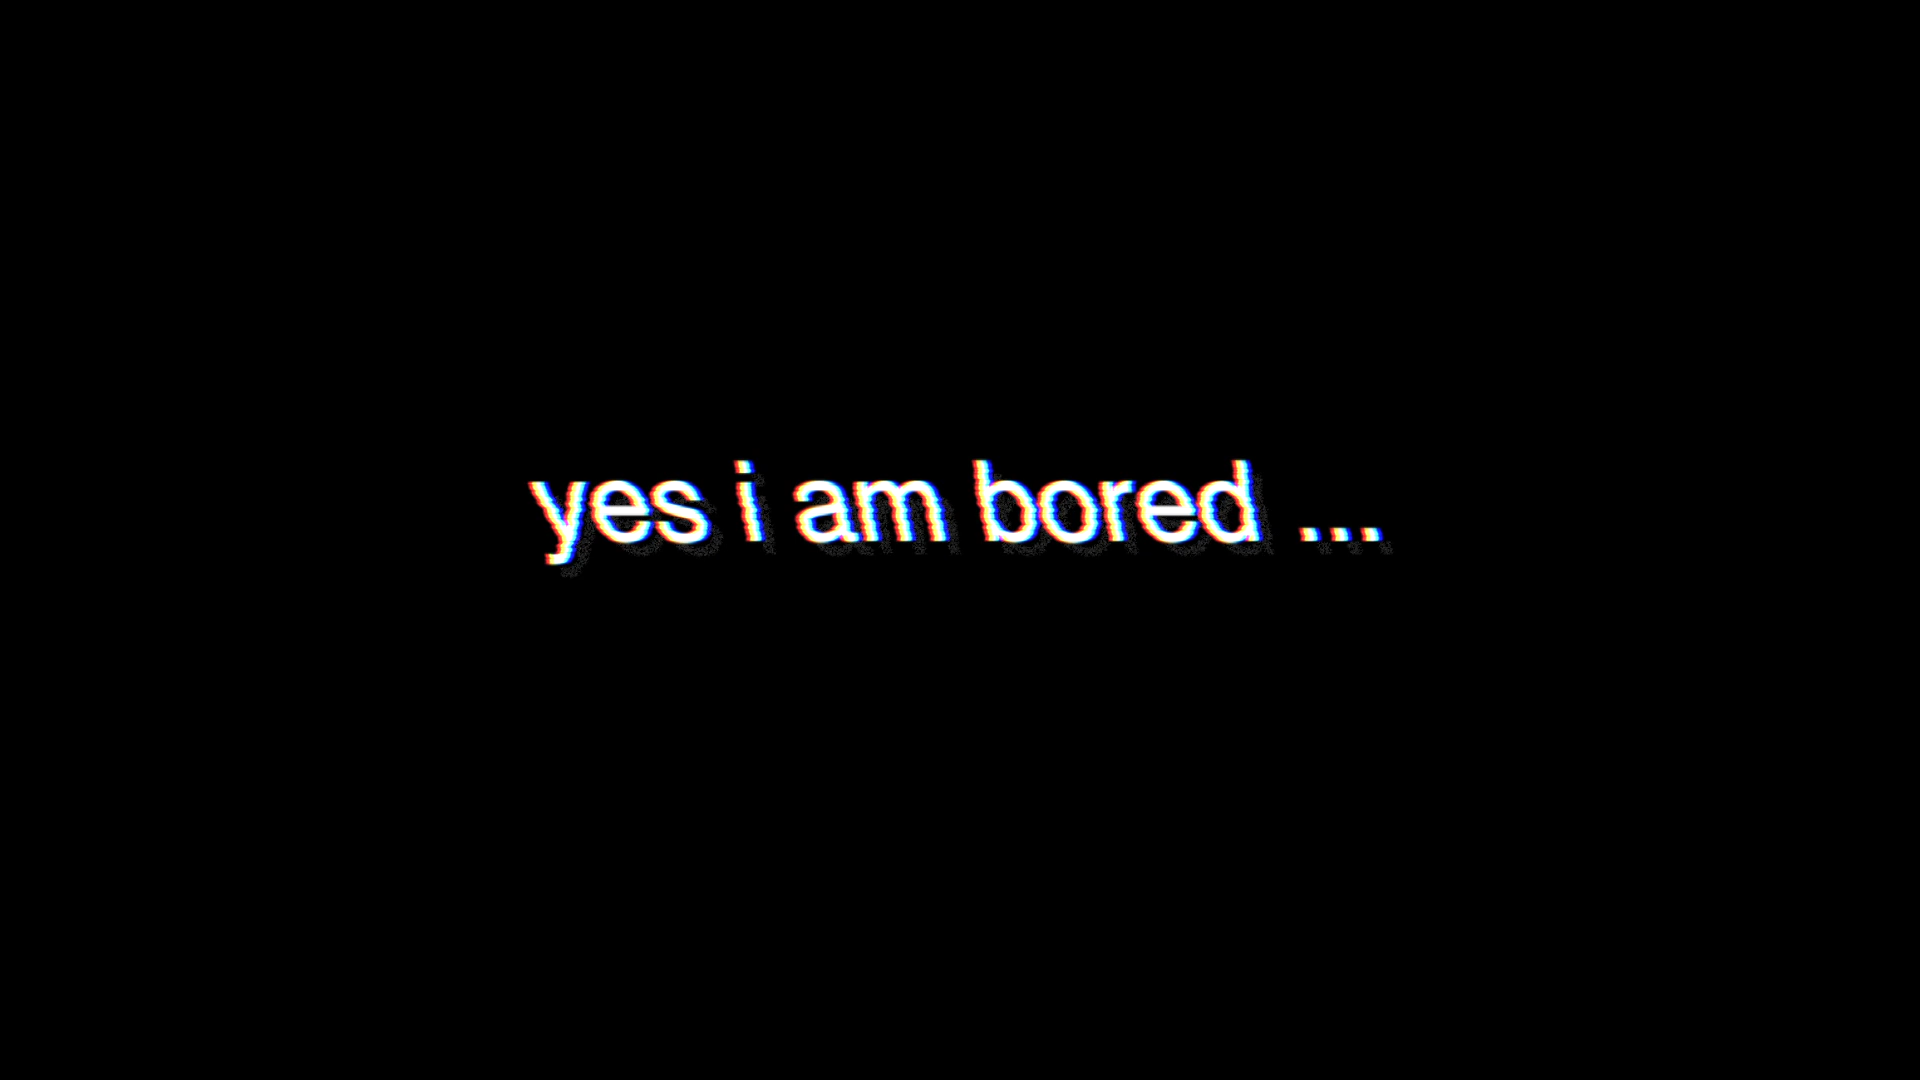 yes i am bored ...